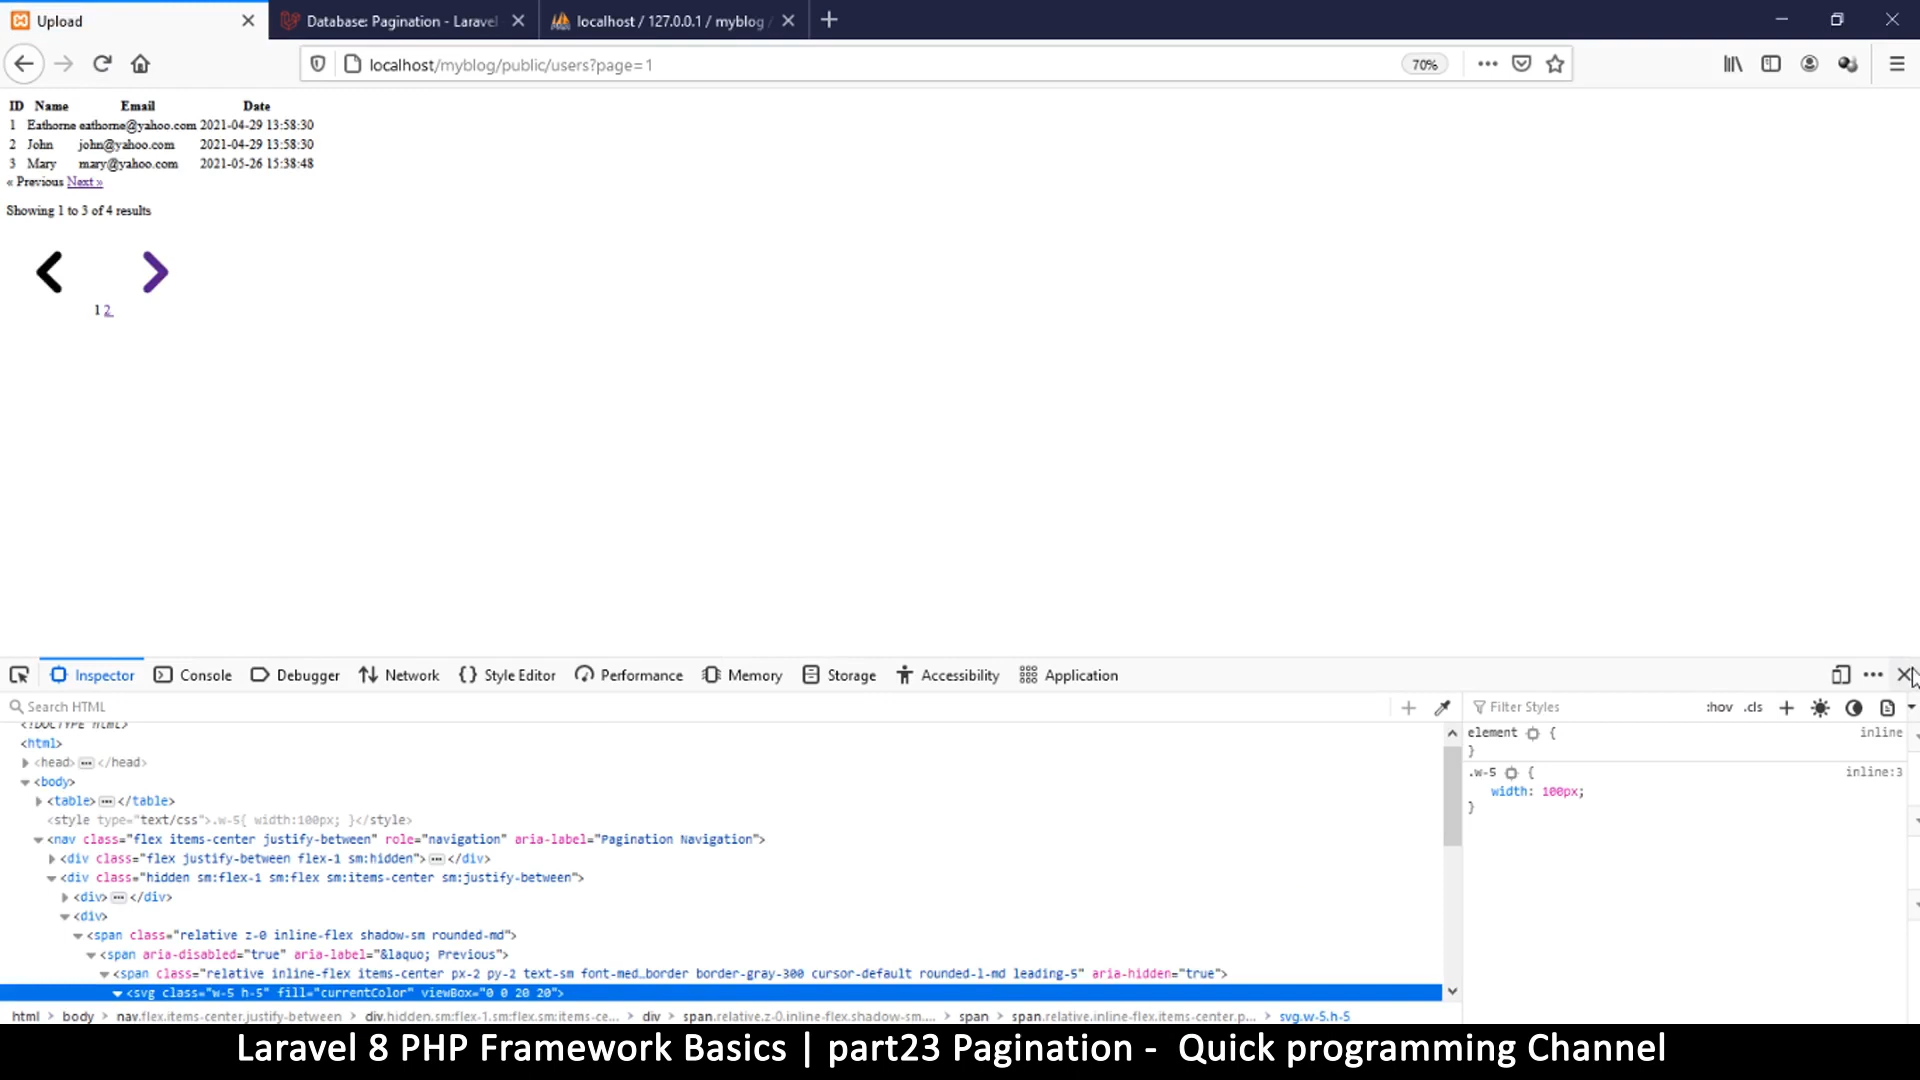 Upload
Database: Pagination - Laravel
localhost / 127.0.0.1 / myblog /
localhost/myblog/public/users?page=1
70%
ID Name Email Date
1 Eathorne eathorne@yahoo.com 2021-04-29 13:58:30
2 John john@yahoo.com 2021-04-29 13:58:30
3 Mary mary@yahoo.com 2021-05-26 15:38:48
« Previous Next »
Showing 1 to 3 of 4 results
1 2
Inspector Console Debugger Network Style Editor Performance Memory Storage Accessibility Application
Search HTML
Filter Styles
:hov .cls
<!DOCTYPE html>
<html>
<head> ••• </head>
<body>
<table> ••• </table>
<style type="text/css">.w-5{ width:100px; }</style>
<nav class="flex items-center justify-between" role="navigation" aria-label="Pagination Navigation">
<div class="flex justify-between flex-1 sm:hidden"> ••• </div>
<div class="hidden sm:flex-1 sm:flex sm:items-center sm:justify-between">
<div> ••• </div>
<div>
<span class="relative z-0 inline-flex shadow-sm rounded-md">
<span aria-disabled="true" aria-label="&laquo; Previous">
<span class="relative inline-flex items-center px-2 py-2 text-sm font-med…border border-gray-300 cursor-default rounded-l-md leading-5" aria-hidden="true">
<svg class="w-5 h-5" fill="currentColor" viewBox="0 0 20 20">
element { inline
}
.w-5 { inline:3
width: 100px;
}
html > body > nav.flex.items-center.justify-between > div.hidden.sm:flex-1.sm:flex.sm:items-ce... > div > span.relative.z-0.inline-flex.shadow-sm.... > span > span.relative.inline-flex.items-center.p... > svg.w-5.h-5
Laravel 8 PHP Framework Basics | part23 Pagination - Quick programming Channel